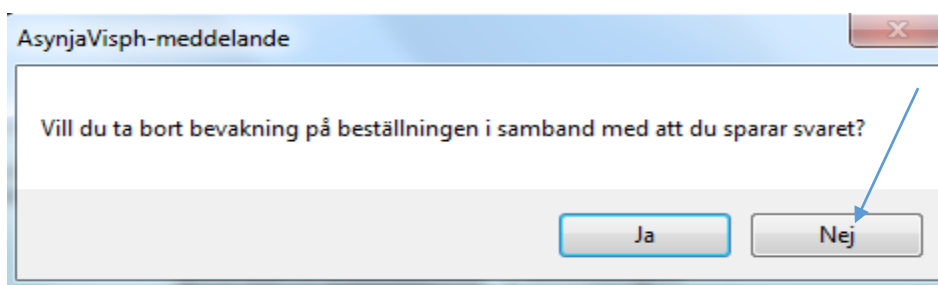 AsynjaVisph-meddelande
Vill du ta bort bevakning på beställningen i samband med att du sparar svaret?
Ja
Nej